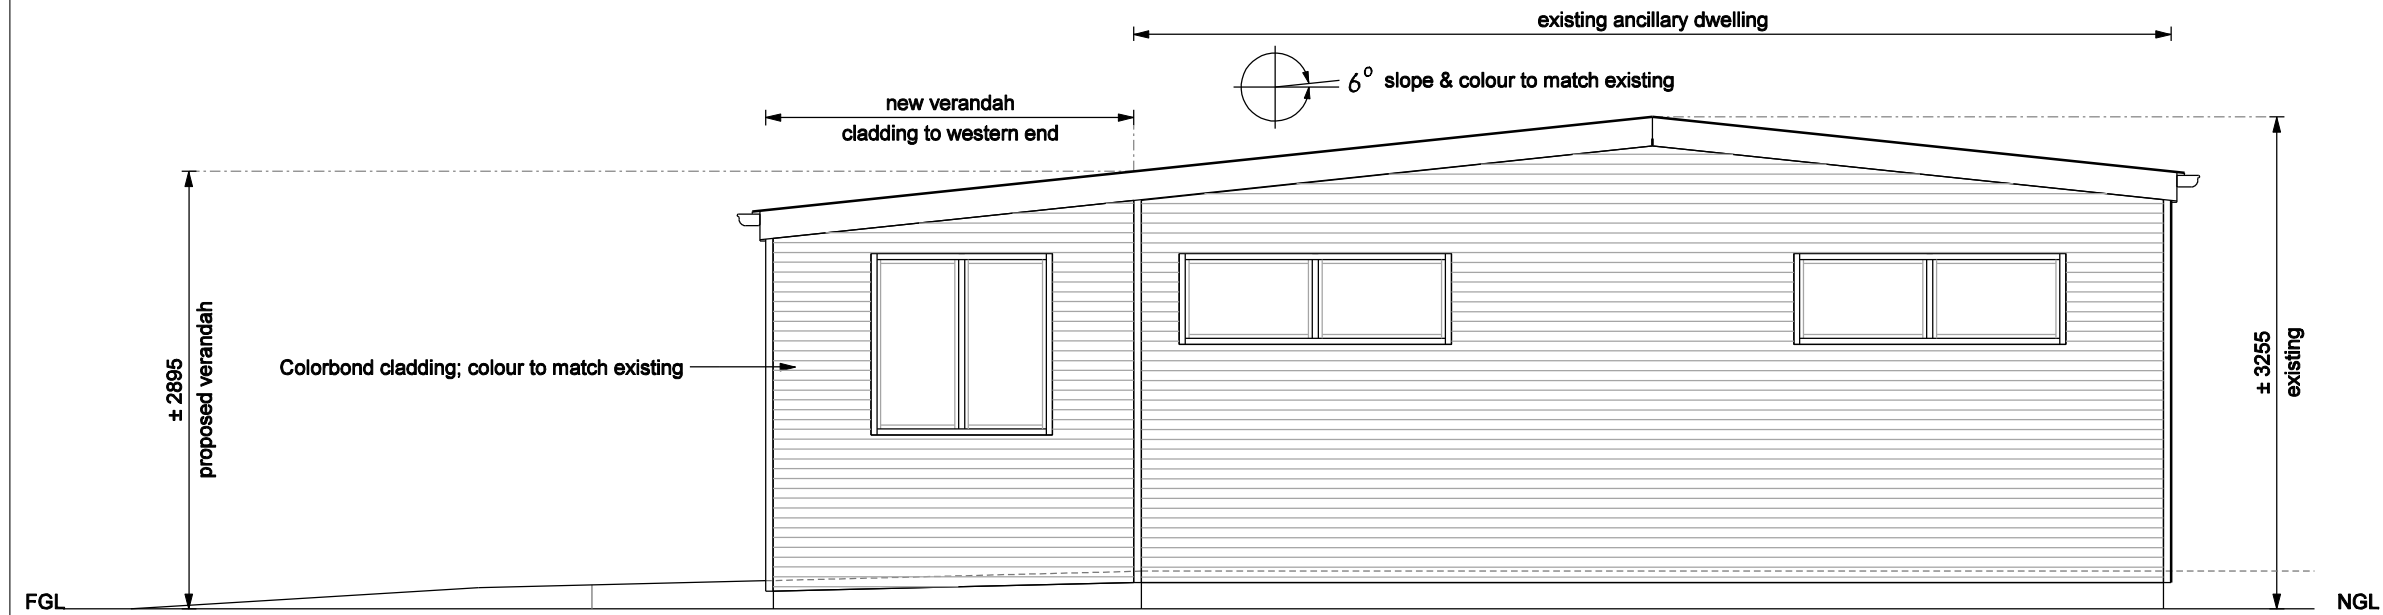 existing ancillary dwelling
6° slope & colour to match existing
new verandah
cladding to western end
± 2895
proposed verandah
Colorbond cladding; colour to match existing
± 3255
existing
FGL
NGL